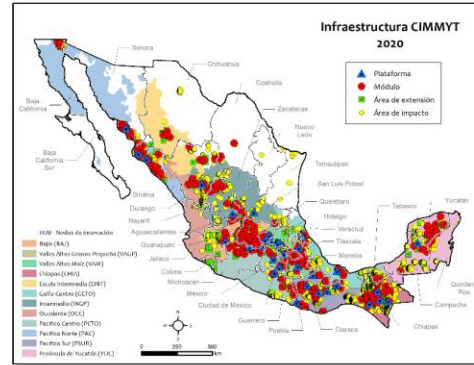 Infraestructura CIMMYT
2020
Plataforma
Módulo
Área de extensión
Área de impacto
Sonora
Chihuahua
Coahuila
Zacatecas
Nuevo
León
Tamaulipas
San Luis Potosí
Querétaro
Hidalgo
Veracruz
Tlaxcala
Morelos
Tabasco
Yucatán
Quintana
Roo
Campeche
Chiapas
Oaxaca
Puebla
Guerrero
Ciudad de México
México
Michoacán
Colima
Jalisco
Guanajuato
Aguascalientes
Nayarit
Durango
Sinaloa
Baja
California
Sur
Baja
California
HUB - Nodos de Innovación
Bajío (BAJ)
Valles Altos Granos Pequeño (VAGP)
Valles Altos Maíz (VAM)
Chiapas (CHIA)
Escala Intermedia (EINT)
Golfo Centro (GCTO)
Intermedio (INGP)
Occidente (OCC)
Pacífico Centro (PCTO)
Pacífico Norte (PAC)
Pacífico Sur (PSUR)
Península de Yucatán (YUC)
N
0
250
500
km